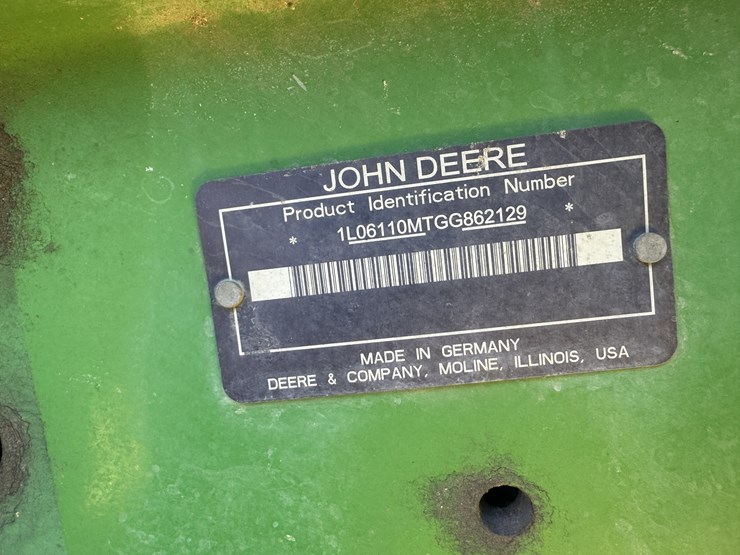 JOHN DEERE
Product Identification Number
* 1L06110MTGG862129 *
MADE IN GERMANY
DEERE & COMPANY, MOLINE, ILLINOIS, USA